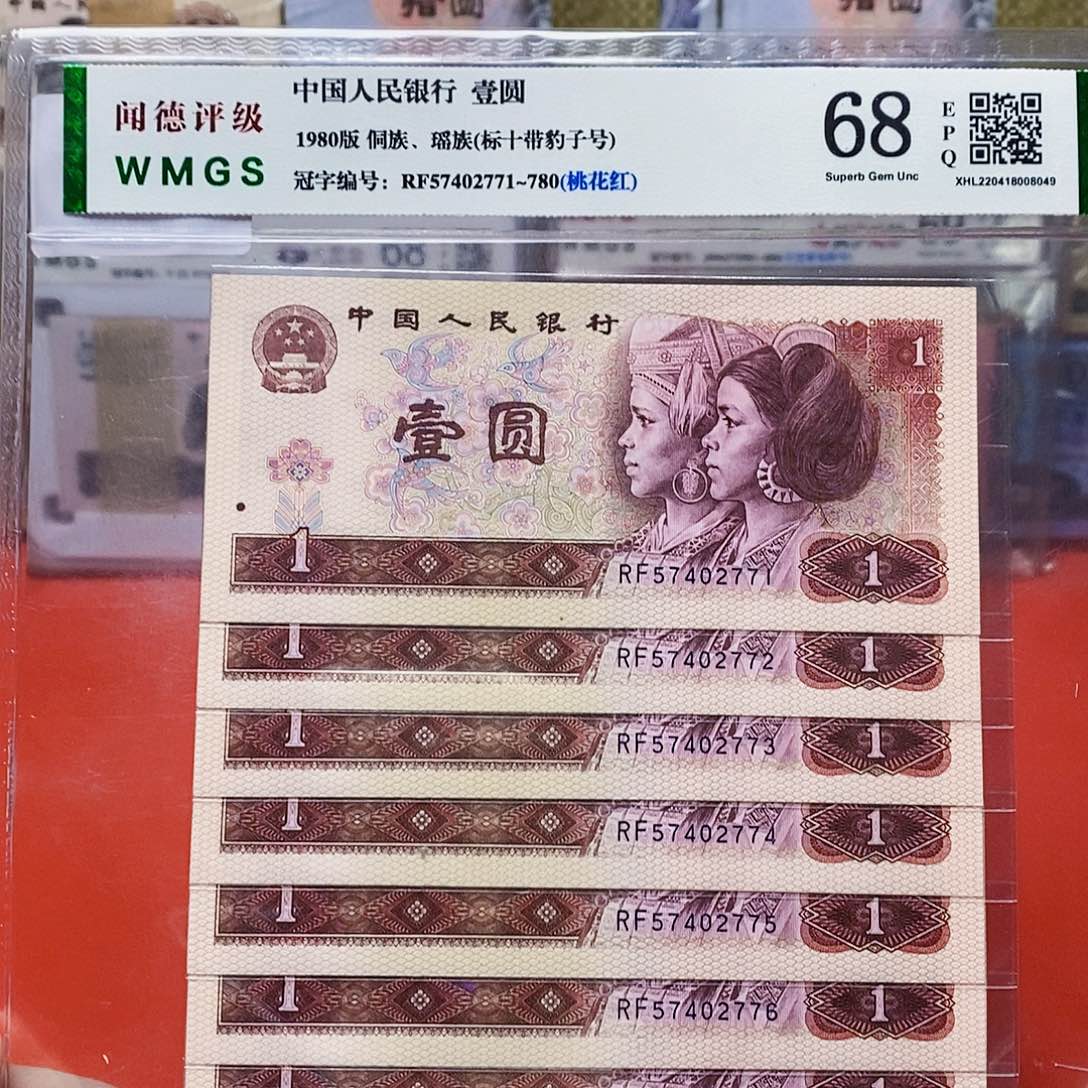 闻德评级
WMGS
中国人民银行 壹圆
1980版 侗族、瑶族(标十带豹子号)
冠字编号：RF57402771~780(桃花红)
68
EPQ
Superb Gem Unc
XHL220418008049
中国人民银行
壹圆
1
1
RF57402771
1
1
RF57402772
1
1
RF57402773
1
1
RF57402774
1
1
RF57402775
1
1
RF57402776
1